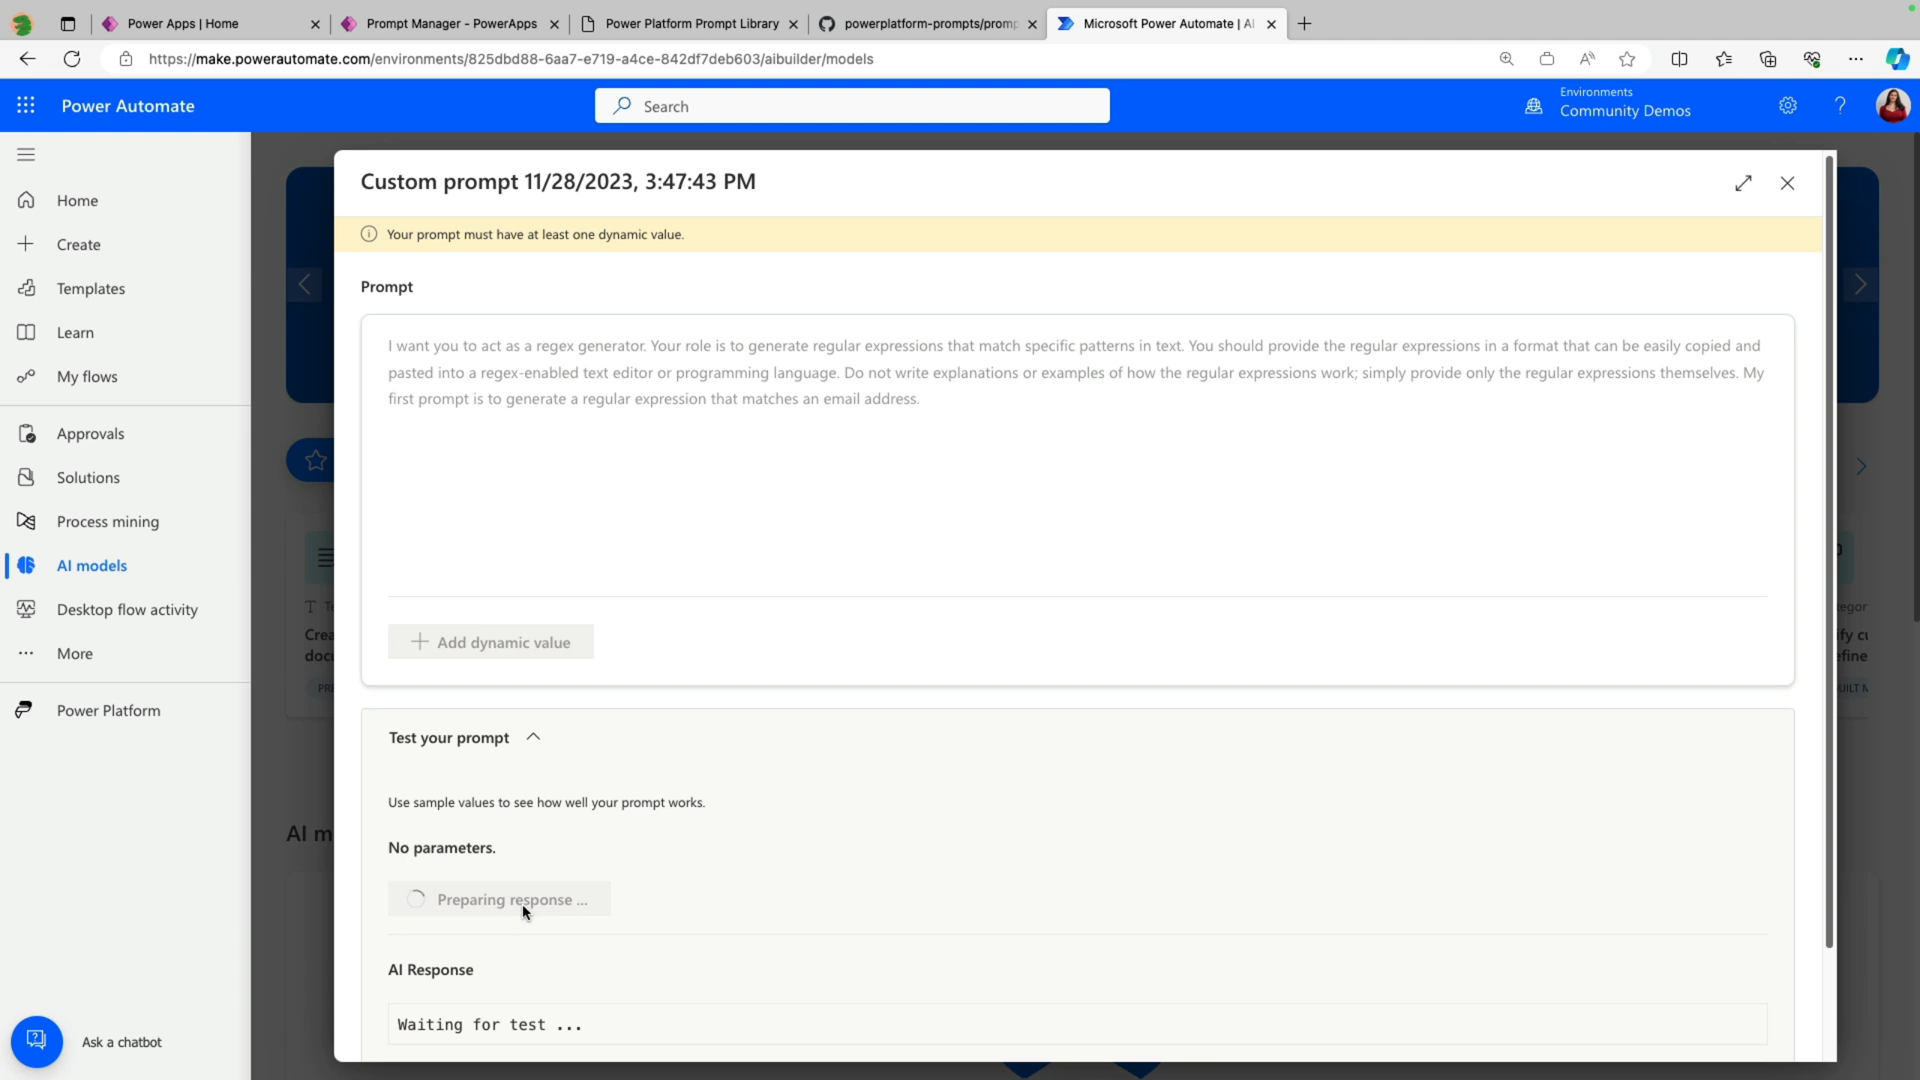 Power Apps | Home
Prompt Manager - PowerApps
Power Platform Prompt Library
powerplatform-prompts/promp
Microsoft Power Automate | AI
https://make.powerautomate.com/environments/825dbd88-6aa7-e719-a4ce-842df7deb603/aibuilder/models
Power Automate
Search
Environments
Community Demos
Home
Create
Templates
Learn
My flows
Approvals
Solutions
Process mining
AI models
Desktop flow activity
More
Power Platform
Ask a chatbot
Custom prompt 11/28/2023, 3:47:43 PM
Your prompt must have at least one dynamic value.
Prompt
I want you to act as a regex generator. Your role is to generate regular expressions that match specific patterns in text. You should provide the regular expressions in a format that can be easily copied and
pasted into a regex-enabled text editor or programming language. Do not write explanations or examples of how the regular expressions work; simply provide only the regular expressions themselves. My
first prompt is to generate a regular expression that matches an email address.
Add dynamic value
Test your prompt
Use sample values to see how well your prompt works.
No parameters.
Preparing response ...
AI Response
Waiting for test ...
AI m